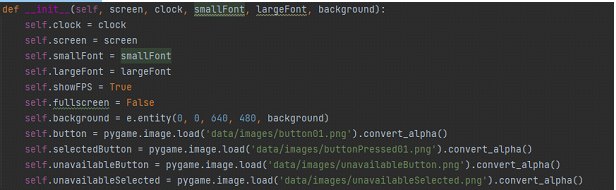 def __init__(self, screen, clock, smallFont, largeFont, background):
self.clock = clock
self.screen = screen
self.smallFont = smallFont
self.largeFont = largeFont
self.showFPS = True
self.fullscreen = False
self.background = e.entity(0, 0, 640, 480, background)
self.button = pygame.image.load('data/images/button01.png').convert_alpha()
self.selectedButton = pygame.image.load('data/images/buttonPressed01.png').convert_alpha()
self.unavailableButton = pygame.image.load('data/images/unavailableButton.png').convert_alpha()
self.unavailableSelected = pygame.image.load('data/images/unavailableSelected.png').convert_alpha()